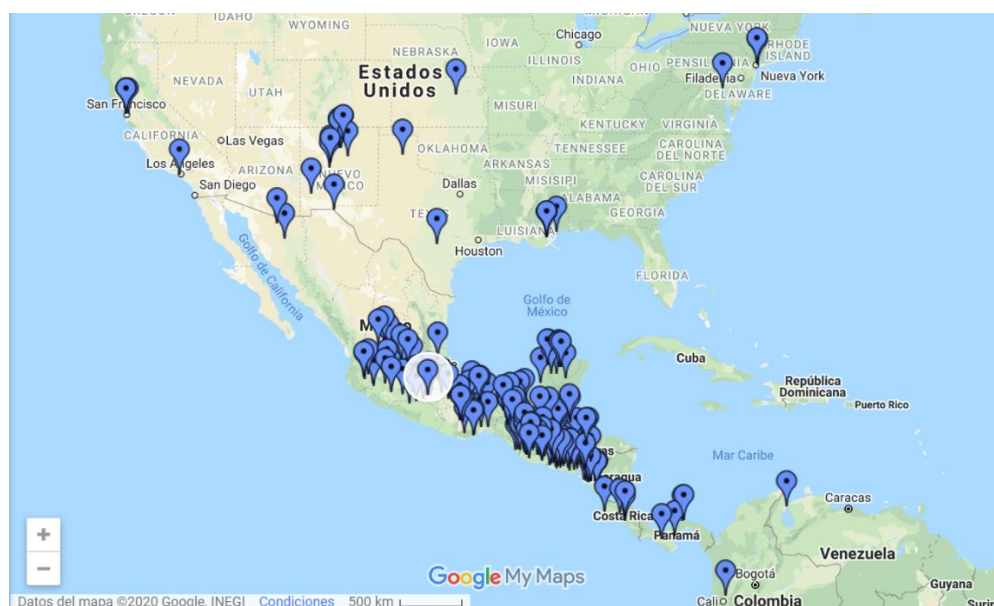 OREGON
IDAHO
WYOMING
MICHIGAN
NUEVA YORK
Chicago
IOWA
NEBRASKA
RHODE
ISLAND
NEVADA
UTAH
Estados
Unidos
ILLINOIS
INDIANA
OHIO
Nueva York
DELAWARE
San Francisco
MISURI
KENTUCKY
VIRGINIA
CALIFORNIA
Las Vegas
OKLAHOMA
TENNESSEE
CAROLINA
DEL NORTE
ARKANSAS
ARIZONA
NUEVO
San Diego
Dallas
MISISIPI
ALABAMA
CAROLINA
DEL SUR
GEORGIA
LUISIANA
Houston
FLORIDA
Golfo de California
Golfo de
México
Cuba
República
Dominicana
Puerto Rico
Mar Caribe
Caracas
Costa Rica
Panamá
Venezuela
Bogotá
Guyana
Cali
Colombia
Google My Maps
Datos del mapa ©2020 Google, INEGI Condiciones 500 km